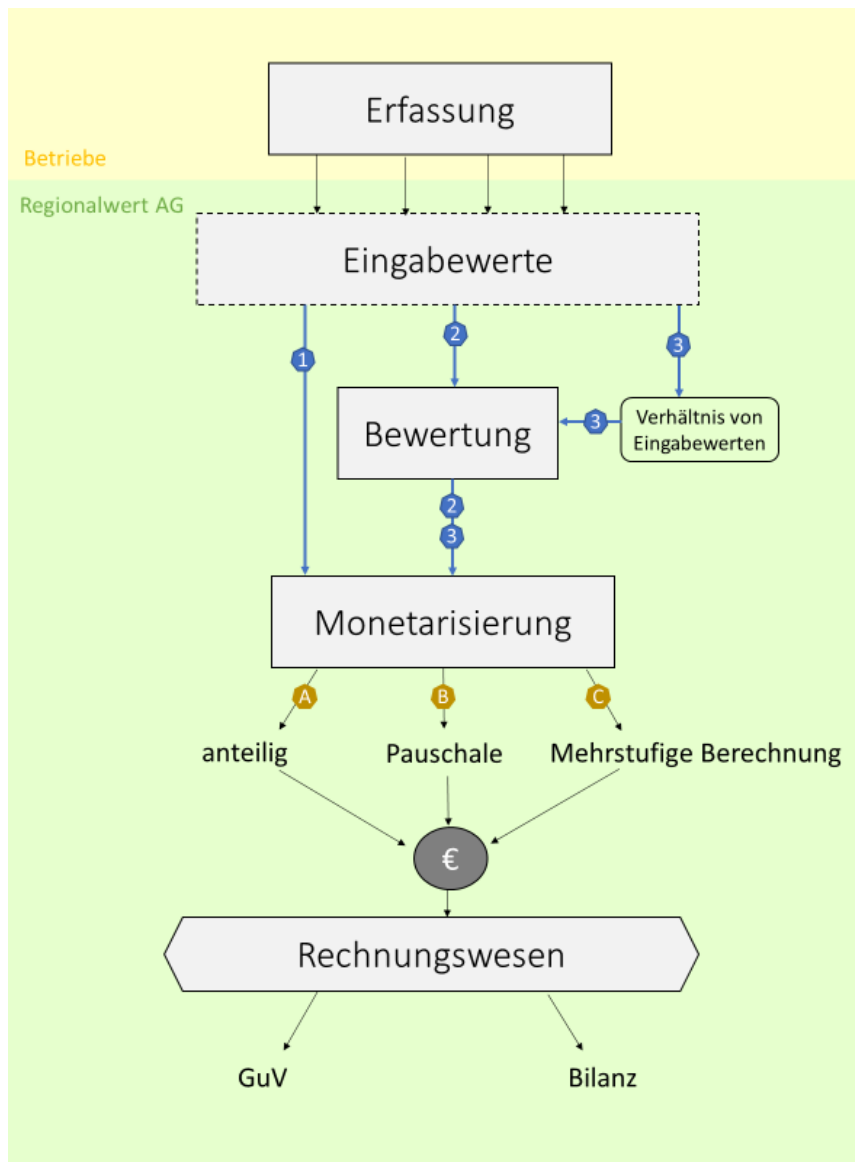 Erfassung
Betriebe
Regionalwert AG
Eingabewerte
1
2
3
Bewertung
3
Verhältnis von
Eingabewerten
2
3
Monetarisierung
A
B
C
anteilig
Pauschale
Mehrstufige Berechnung
€
Rechnungswesen
GuV
Bilanz